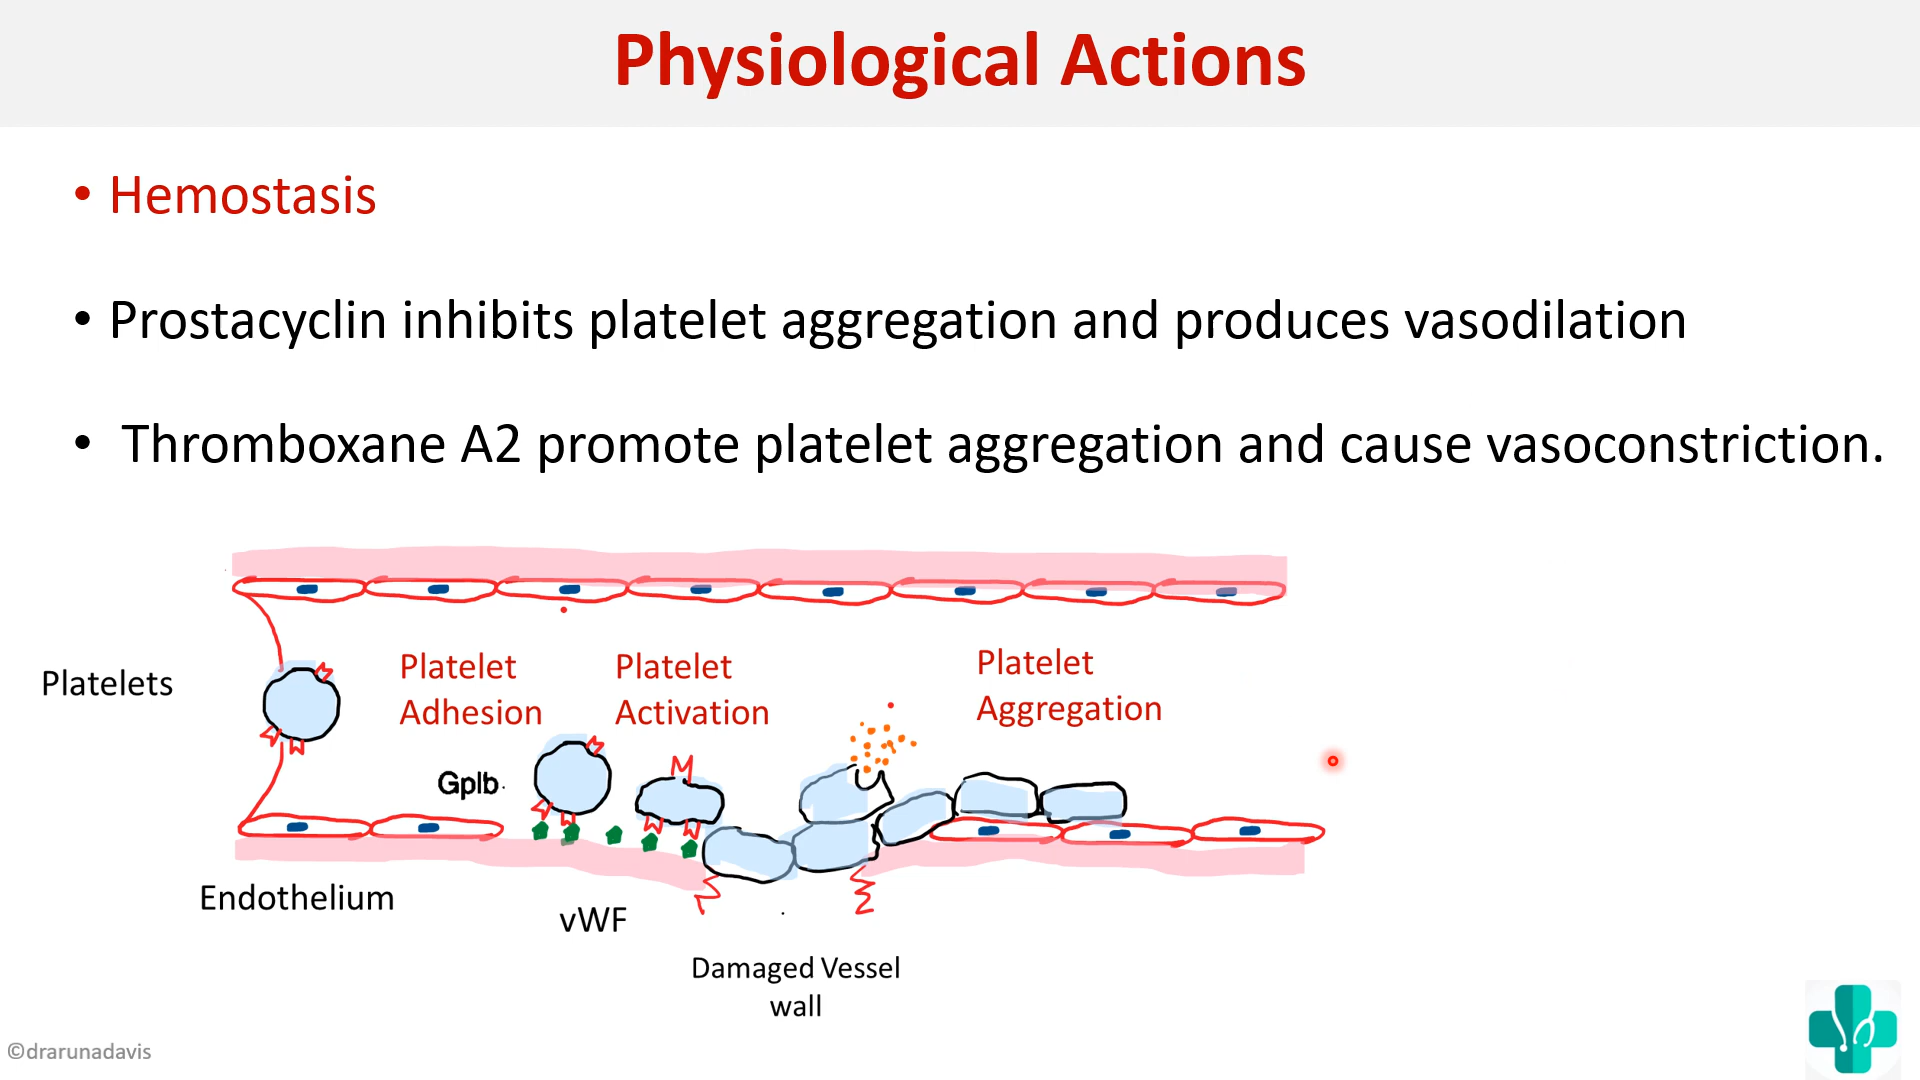 Physiological Actions
• Hemostasis
• Prostacyclin inhibits platelet aggregation and produces vasodilation
• Thromboxane A2 promote platelet aggregation and cause vasoconstriction.
Platelets
Platelet
Adhesion
Platelet
Activation
Platelet
Aggregation
GpIb
Endothelium
vWF
Damaged Vessel
wall
©drarunadavis